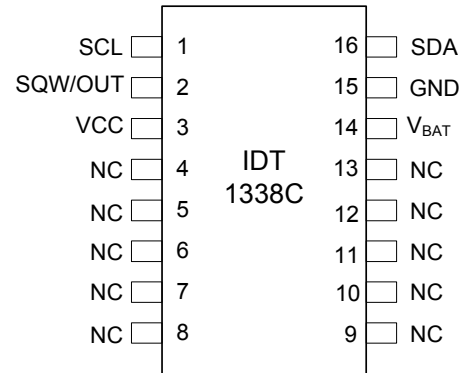 SCL 1 16 SDA
SQW/OUT 2 15 GND
VCC 3 14 VBAT
NC 4 IDT 13 NC
1338C
NC 5 12 NC
NC 6 11 NC
NC 7 10 NC
NC 8 9 NC